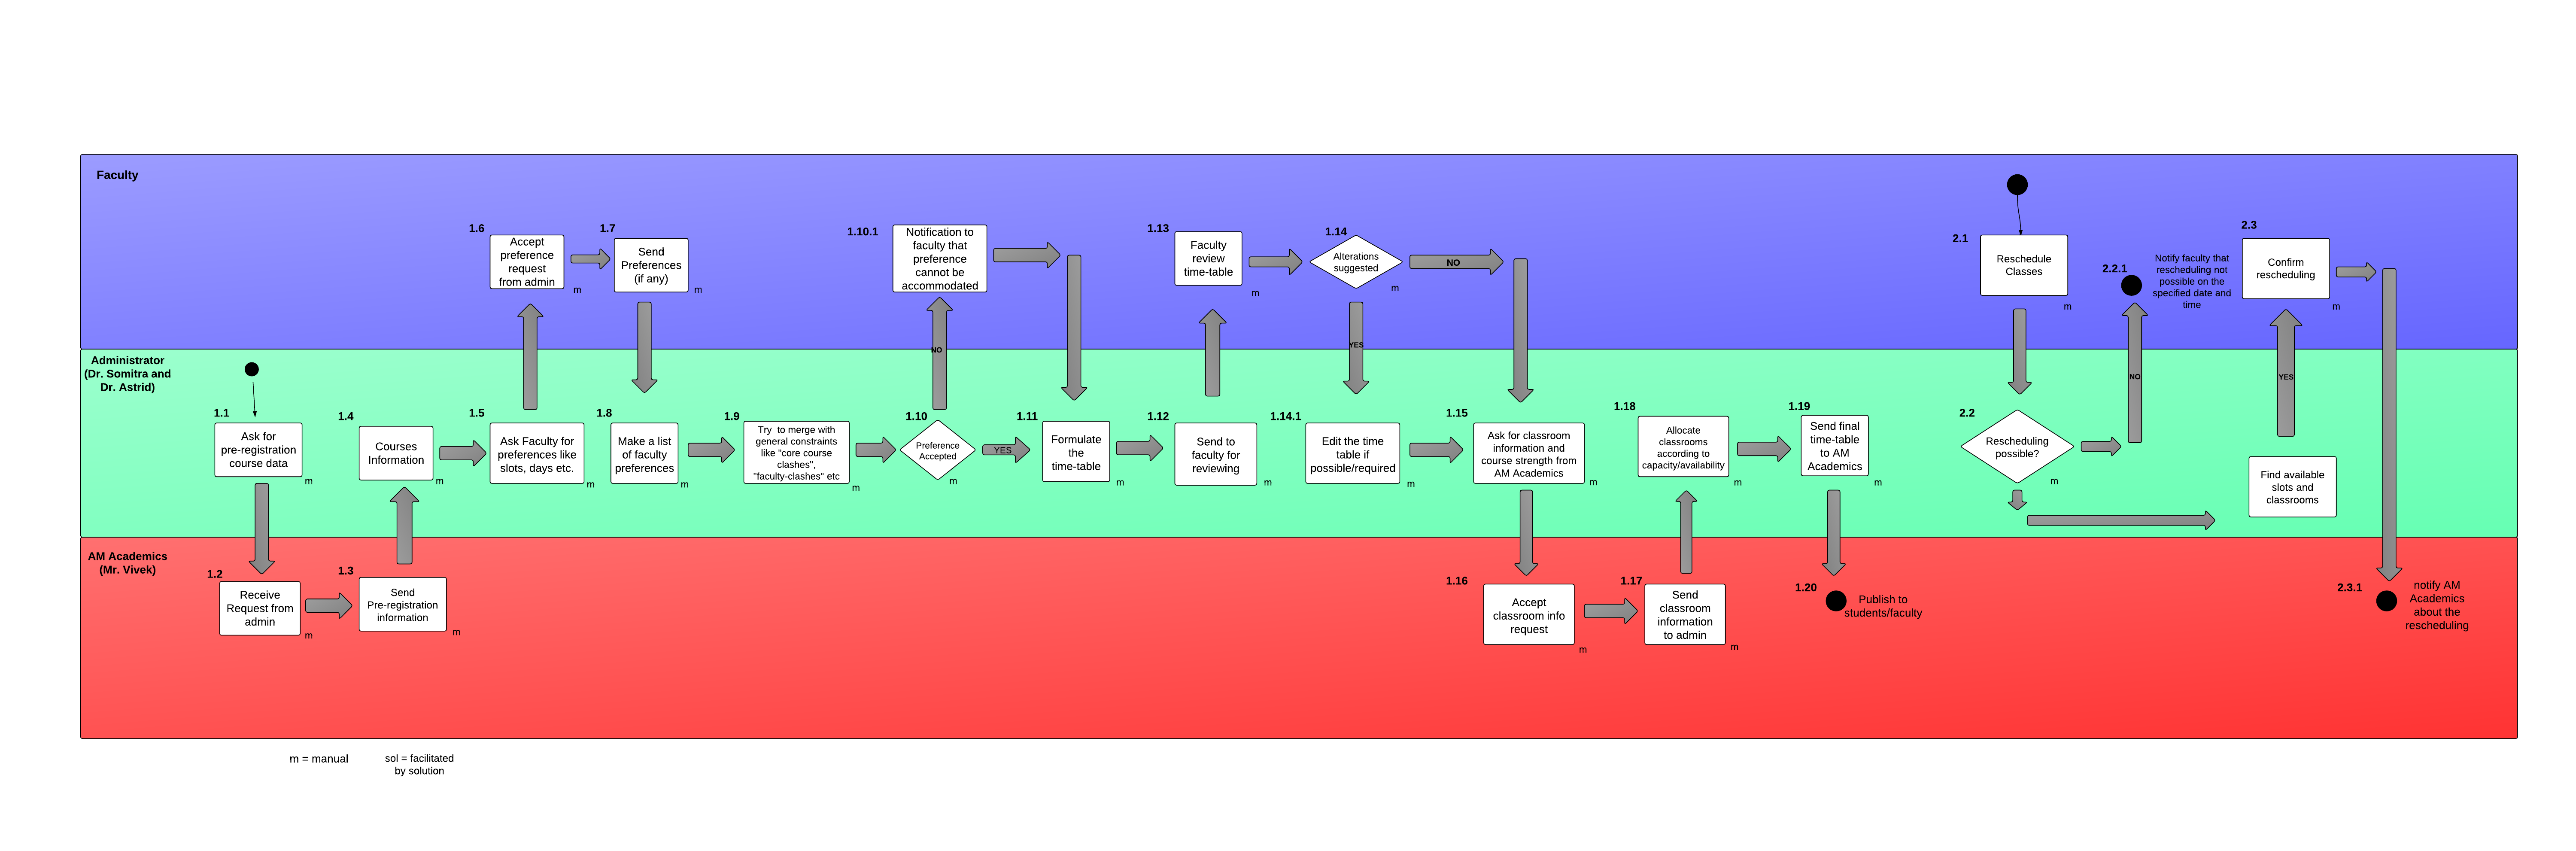 Faculty
1.6
Accept
preference
request
from admin
m
1.7
Send
Preferences
(if any)
m
1.10.1
Notification to
faculty that
preference
cannot be
accommodated
1.13
Faculty
review
time-table
m
1.14
Alterations
suggested
m
NO
2.1
Reschedule
Classes
m
2.2.1
Notify faculty that
rescheduling not
possible on the
specified date and
time
2.3
Confirm
rescheduling
m
NO
YES
NO
YES
Administrator
(Dr. Somitra and
Dr. Astrid)
1.1
Ask for
pre-registration
course data
m
1.4
Courses
Information
m
1.5
Ask Faculty for
preferences like
slots, days etc.
m
1.8
Make a list
of faculty
preferences
m
1.9
Try to merge with
general constraints
like "core course
clashes",
"faculty-clashes" etc
m
1.10
Preference
Accepted
m
YES
1.11
Formulate
the
time-table
m
1.12
Send to
faculty for
reviewing
m
1.14.1
Edit the time
table if
possible/required
m
1.15
Ask for classroom
information and
course strength from
AM Academics
m
1.18
Allocate
classrooms
according to
capacity/availability
m
1.19
Send final
time-table
to AM
Academics
m
2.2
Rescheduling
possible?
m
Find available
slots and
classrooms
AM Academics
(Mr. Vivek)
1.2
Receive
Request from
admin
m
1.3
Send
Pre-registration
information
m
1.16
Accept
classroom info
request
m
1.17
Send
classroom
information
to admin
m
1.20
Publish to
students/faculty
2.3.1
notify AM
Academics
about the
rescheduling
m = manual
sol = facilitated
by solution